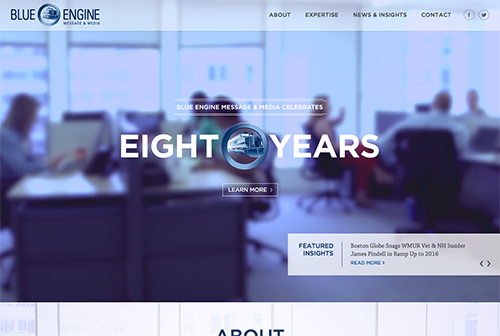 BLUE ENGINE
MESSAGE & MEDIA
ABOUT EXPERTISE NEWS & INSIGHTS CONTACT
BLUE ENGINE MESSAGE & MEDIA CELEBRATES
EIGHT YEARS
LEARN MORE >
FEATURED INSIGHTS
Boston Globe Snags WMUR Vet & NH Insider
James Pindell in Ramp Up to 2016
READ MORE >
ABOUT